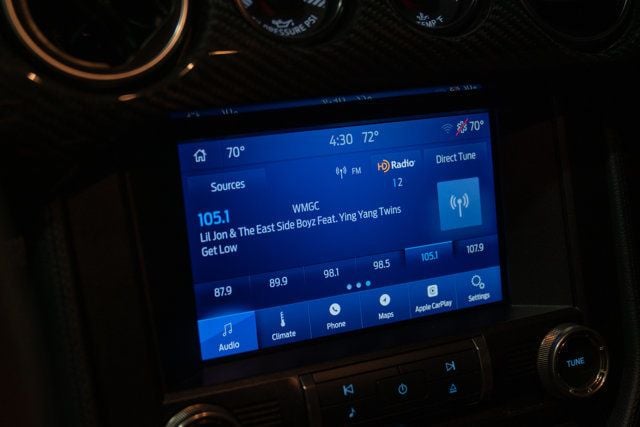 PRESSURE PSI
TEMP °F
70° 4:30 72° 70°
Sources FM HD Radio Direct Tune
1 2
105.1 WMGC
Lil Jon & The East Side Boyz Feat. Ying Yang Twins
Get Low
87.9 89.9 98.1 98.5 105.1 107.9
Audio Climate Phone Maps Apple CarPlay Settings
TUNE